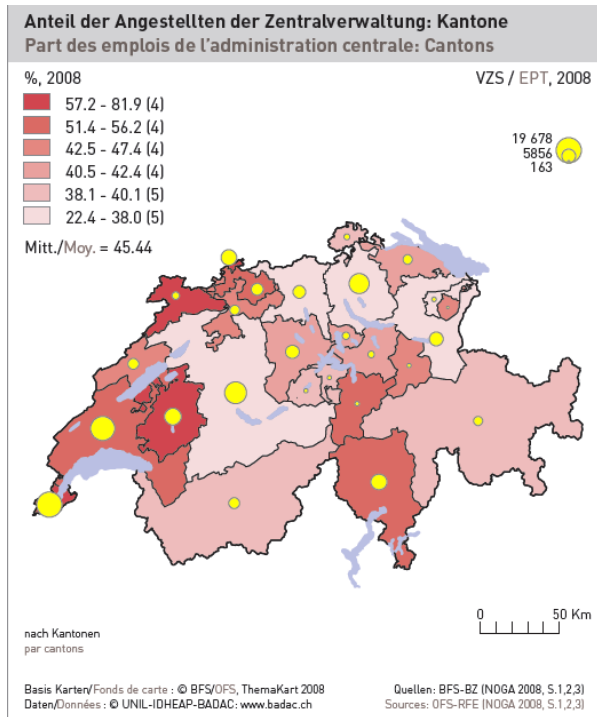 Anteil der Angestellten der Zentralverwaltung: Kantone
Part des emplois de l'administration centrale: Cantons
%, 2008
VZS / EPT, 2008
57.2 - 81.9 (4)
51.4 - 56.2 (4)
42.5 - 47.4 (4)
40.5 - 42.4 (4)
38.1 - 40.1 (5)
22.4 - 38.0 (5)
19 678
5856
163
Mitt./Moy. = 45.44
0 50 Km
nach Kantonen
par cantons
Basis Karten/Fonds de carte : © BFS/OFS, ThemaKart 2008
Daten/Données : © UNIL-IDHEAP-BADAC: www.badac.ch
Quellen: BFS-BZ (NOGA 2008, S.1,2,3)
Sources: OFS-RFE (NOGA 2008, S.1,2,3)